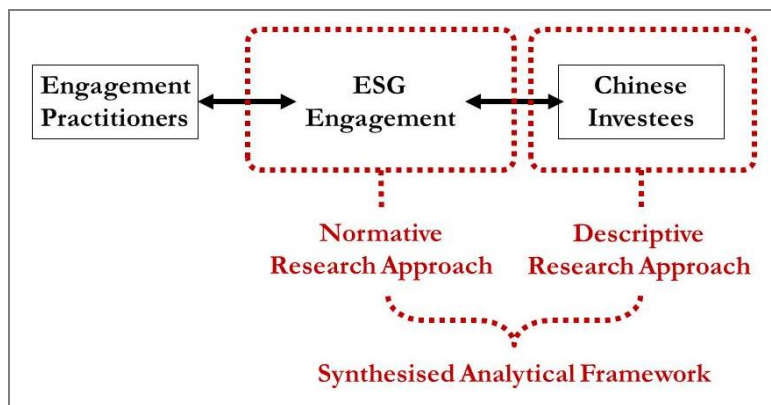 Engagement
Practitioners
ESG
Engagement
Chinese
Investees
Normative
Research Approach
Descriptive
Research Approach
Synthesised Analytical Framework